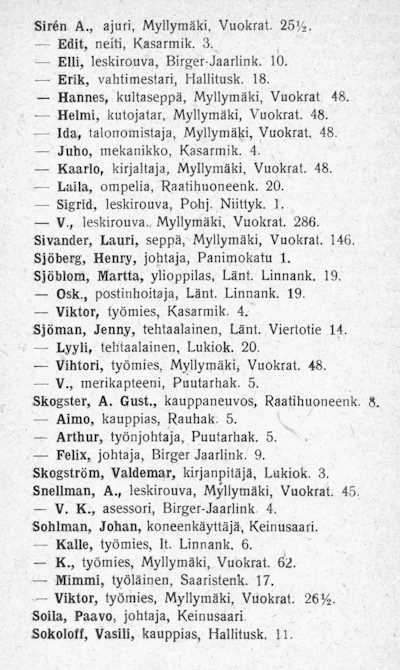 Sirén A., ajuri, Myllymäki, Vuokrat. 25½.
— Edit, neiti, Kasarmik. 3.
— Elli, leskirouva, Birger-Jaarlink. 10.
— Erik, vahtimestari, Hallitusk. 18.
— Hannes, kultaseppä, Myllymäki, Vuokrat. 48.
— Helmi, kutojatar, Myllymäki, Vuokrat. 48.
— Ida, talonomistaja, Myllymäki, Vuokrat. 48.
— Juho, mekanikko, Kasarmik. 4.
— Kaarlo, kirjaltaja, Myllymäki, Vuokrat. 48.
— Laila, ompelia, Raatihuoneenk. 20.
— Sigrid, leskirouva, Pohj. Niittyk. 1.
— V., leskirouva., Myllymäki, Vuokrat. 286.
Sivander, Lauri, seppä, Myllymäki, Vuokrat. 146.
Sjöberg, Henry, johtaja, Panimokatu 1.
Sjöblom, Martta, ylioppilas, Länt. Linnank. 19.
— Osk., postinhoitaja, Länt. Linnank. 19.
— Viktor, työmies, Kasarmik. 4.
Sjöman, Jenny, tehtaalainen, Länt. Viertotie 14.
— Lyyli, tehtaalainen, Lukiok. 20.
— Vihtori, työmies, Myllymäki, Vuokrat. 48.
— V., merikapteeni, Puutarhak. 5.
Skogster, A. Gust., kauppaneuvos, Raatihuoneenk. 8.
— Aimo, kauppias, Rauhak. 5.
— Arthur, työnjohtaja, Puutarhak. 5.
— Felix, johtaja, Birger Jaarlink. 9.
Skogström, Valdemar, kirjanpitäjä, Lukiok. 3.
Snellman, A., leskirouva, Myllymäki, Vuokrat. 45.
— V. K., asessori, Birger-Jaarlink. 4.
Sohlman, Johan, koneenkäyttäjä, Keinusaari.
— Kalle, työmies, It. Linnank. 6.
— K., työmies, Myllymäki, Vuokrat. 62.
— Mimmi, työläinen, Saaristenk. 17.
— Viktor, työmies, Myllymäki, Vuokrat. 26½.
Soila, Paavo, johtaja, Keinusaari
Sokoloff, Vasili, kauppias, Hallitusk. 11.